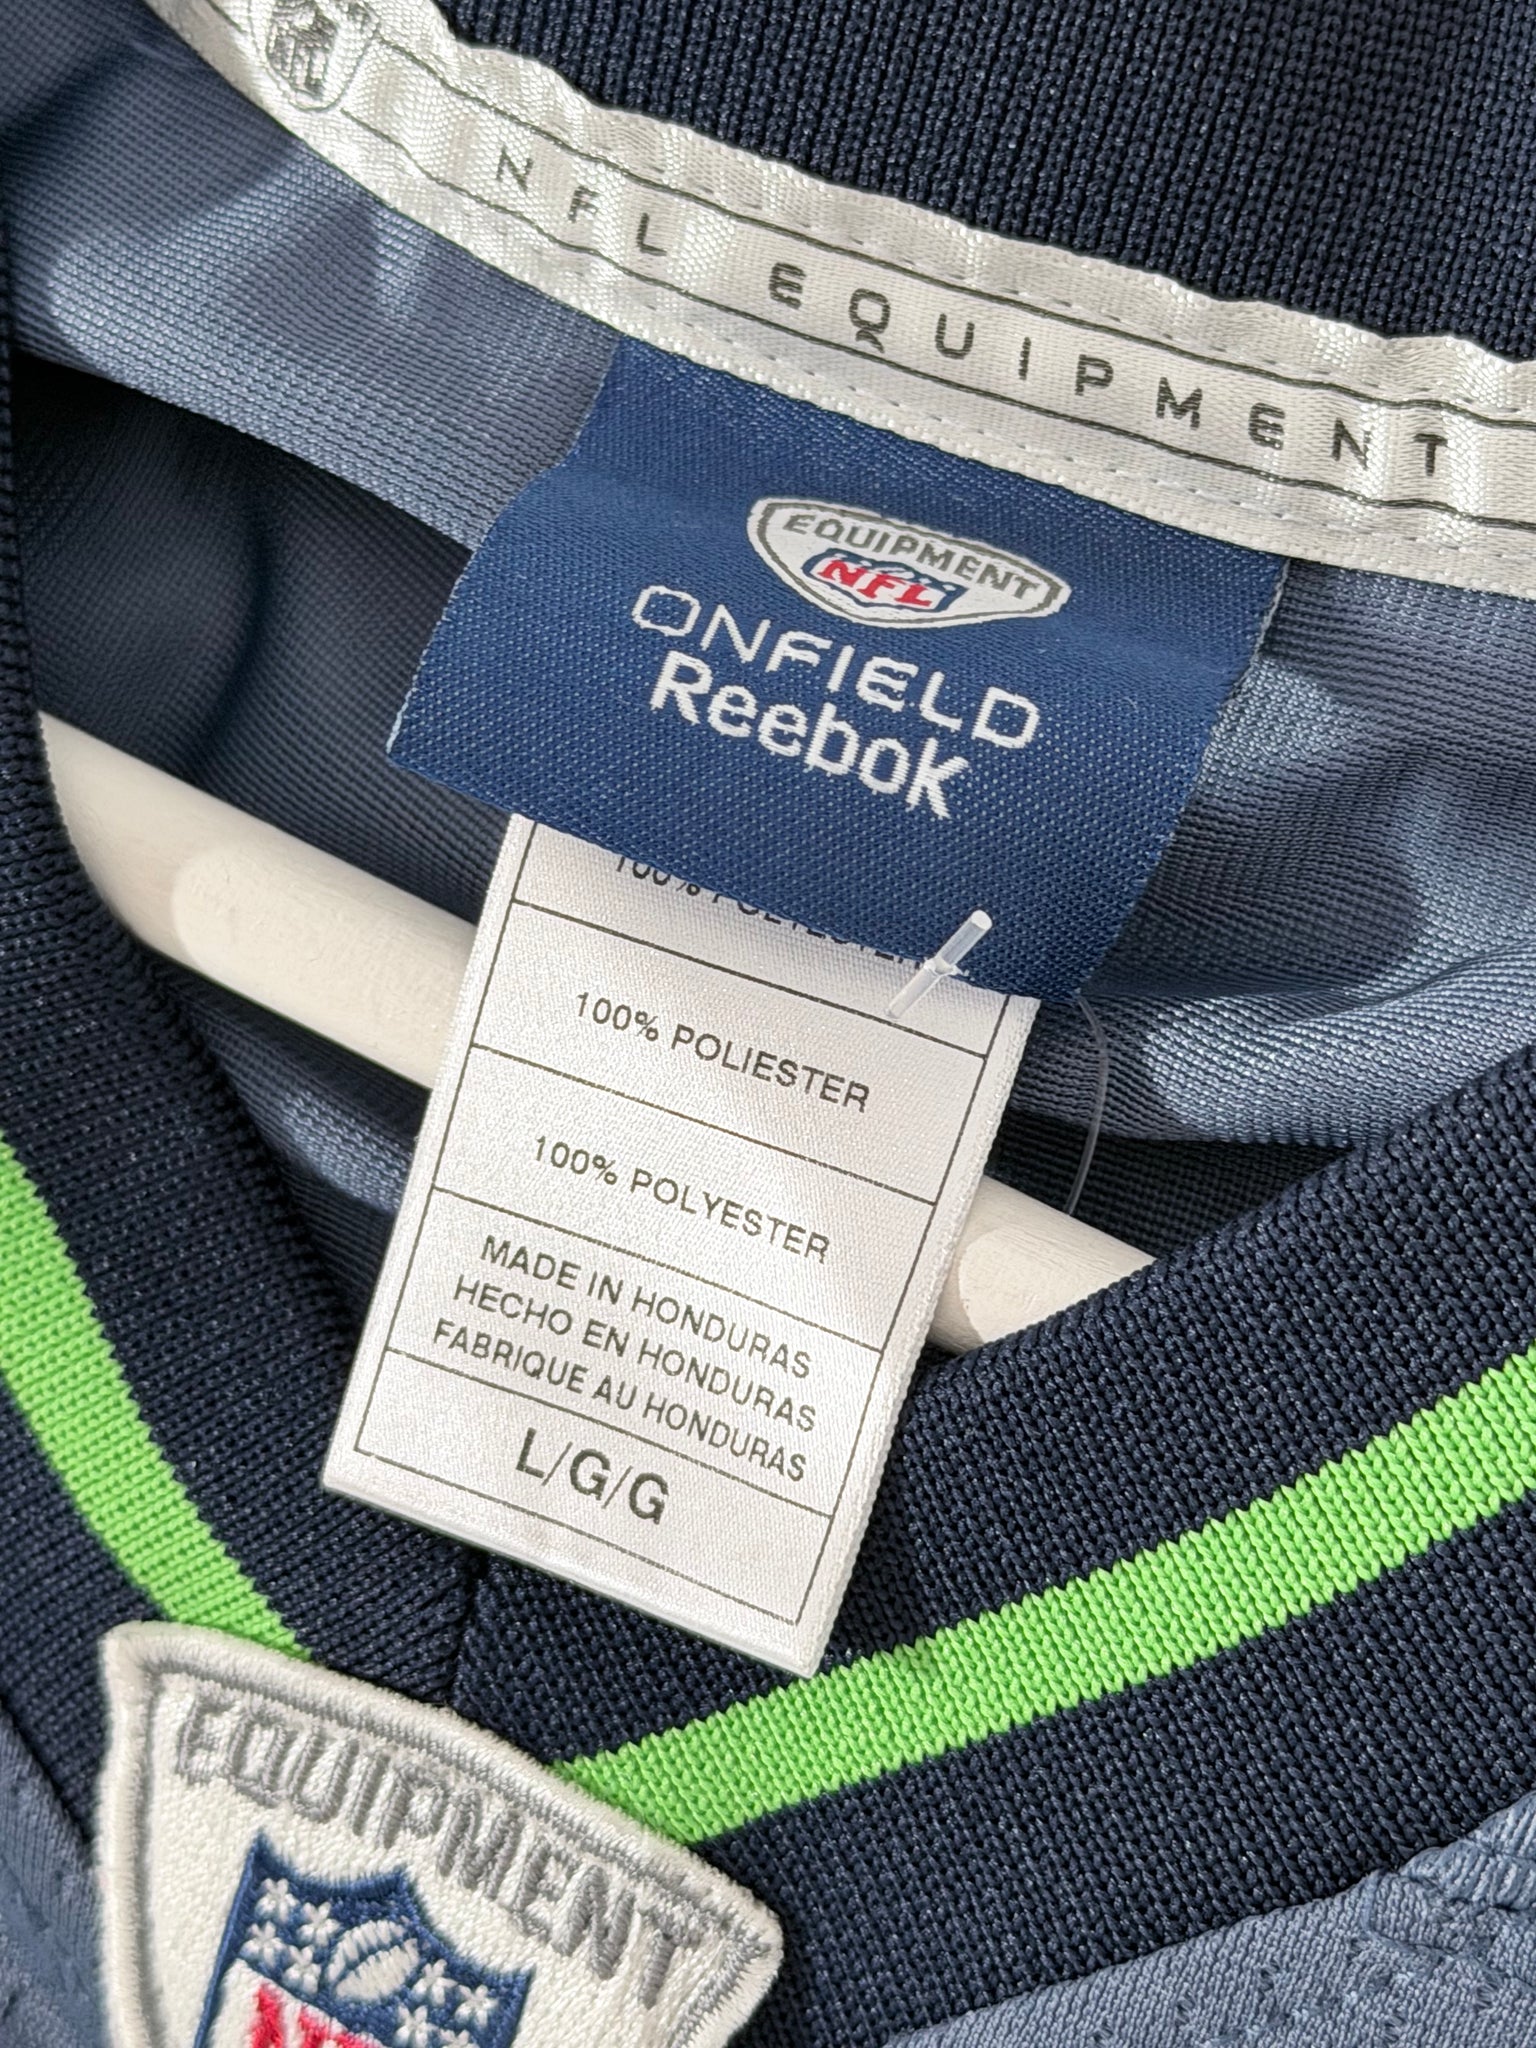 NFL
NFL EQUIPMENT
EQUIPMENT
NFL
ONFIELD
Reebok
100% POLIESTER
100% POLYESTER
MADE IN HONDURAS
HECHO EN HONDURAS
FABRIQUE AU HONDURAS
L/G/G
EQUIPMENT